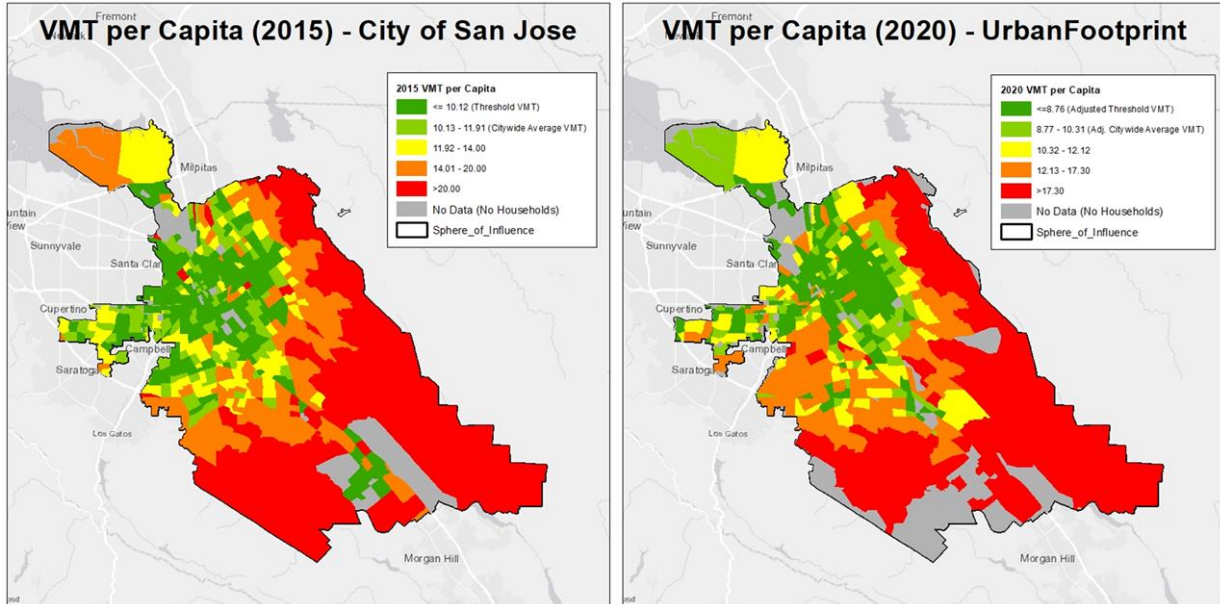 VMT per Capita (2015) - City of San Jose
Fremont
2015 VMT per Capita
<= 10.12 (Threshold VMT)
10.13 - 11.91 (Citywide Average VMT)
11.92 - 14.00
14.01 - 20.00
>20.00
No Data (No Households)
Sphere_of_Influence
Milpitas
untain
View
Sunnyvale
Santa Clar
Cupertino
Campbell
Saratoga
Los Gatos
Morgan Hill
ond
VMT per Capita (2020) - UrbanFootprint
Fremont
2020 VMT per Capita
<=8.76 (Adjusted Threshold VMT)
8.77 - 10.31 (Adj. Citywide Average VMT)
10.32 - 12.12
12.13 - 17.30
>17.30
No Data (No Households)
Sphere_of_Influence
Milpitas
untain
View
Sunnyvale
Santa Clar
Cupertino
Campbell
Saratoga
Los Gatos
Morgan Hill
ond